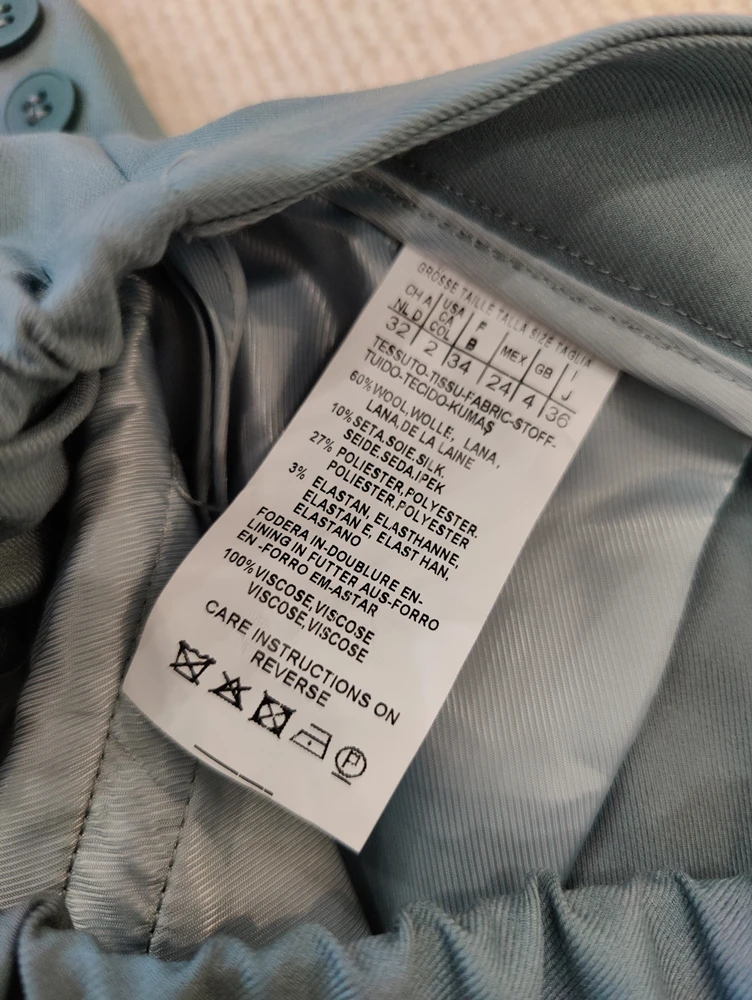 GRÖSSE TAILLE TALLA SIZE TAGLIA
CH A USA F I
NL D CA COL B MEX GB J
32 2 34 24 4 36
TESSUTO-TISSU-FABRIC-STOFF-
TUIDO-TECIDO-KUMAŞ
60% WOOL,WOLLE, LANA,
LANA,DE LA LAINE
10% SETA.SOIE.SILK.
SEIDE.SEDA.IPEK
27% POLIESTER,POLYESTER.
POLIESTER,POLYESTER
3% ELASTAN, ELASTHANNE,
ELASTAN E, ELAST HAN,
ELASTANO
FODERA IN-DOUBLURE EN-
LINING IN FUTTER AUS-FORRO
EN -FORRO EM-ASTAR
100% VISCOSE,VISCOSE
VISCOSE,VISCOSE
CARE INSTRUCTIONS ON
REVERSE
P